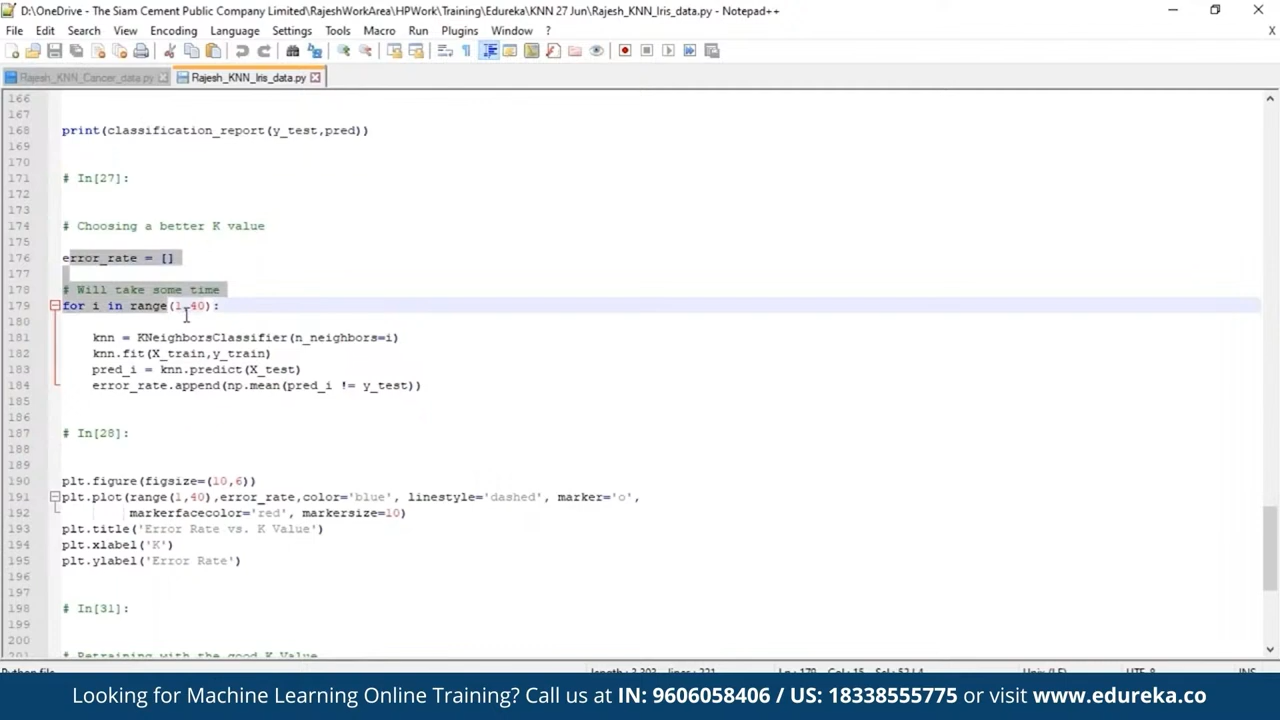 D:\OneDrive - The Siam Cement Public Company Limited\RajeshWorkArea\HPWork\Training\Edureka\KNN 27 Jun\Rajesh_KNN_Iris_data.py - Notepad++
File Edit Search View Encoding Language Settings Tools Macro Run Plugins Window ? X
Rajesh_KNN_Cancer_data.py Rajesh_KNN_Iris_data.py
166
167
168 print(classification_report(y_test,pred))
169
170
171 # In[27]:
172
173
174 # Choosing a better K value
175
176 error_rate = []
177
178 # Will take some time
179 for i in range(1,40):
180
181 knn = KNeighborsClassifier(n_neighbors=i)
182 knn.fit(X_train,y_train)
183 pred_i = knn.predict(X_test)
184 error_rate.append(np.mean(pred_i != y_test))
185
186
187 # In[28]:
188
189
190 plt.figure(figsize=(10,6))
191 plt.plot(range(1,40),error_rate,color='blue', linestyle='dashed', marker='o',
192 markerfacecolor='red', markersize=10)
193 plt.title('Error Rate vs. K Value')
194 plt.xlabel('K')
195 plt.ylabel('Error Rate')
196
197
198 # In[31]:
199
200
201 # Retraining with the good K Value
Looking for Machine Learning Online Training? Call us at IN: 9606058406 / US: 18338555775 or visit www.edureka.co